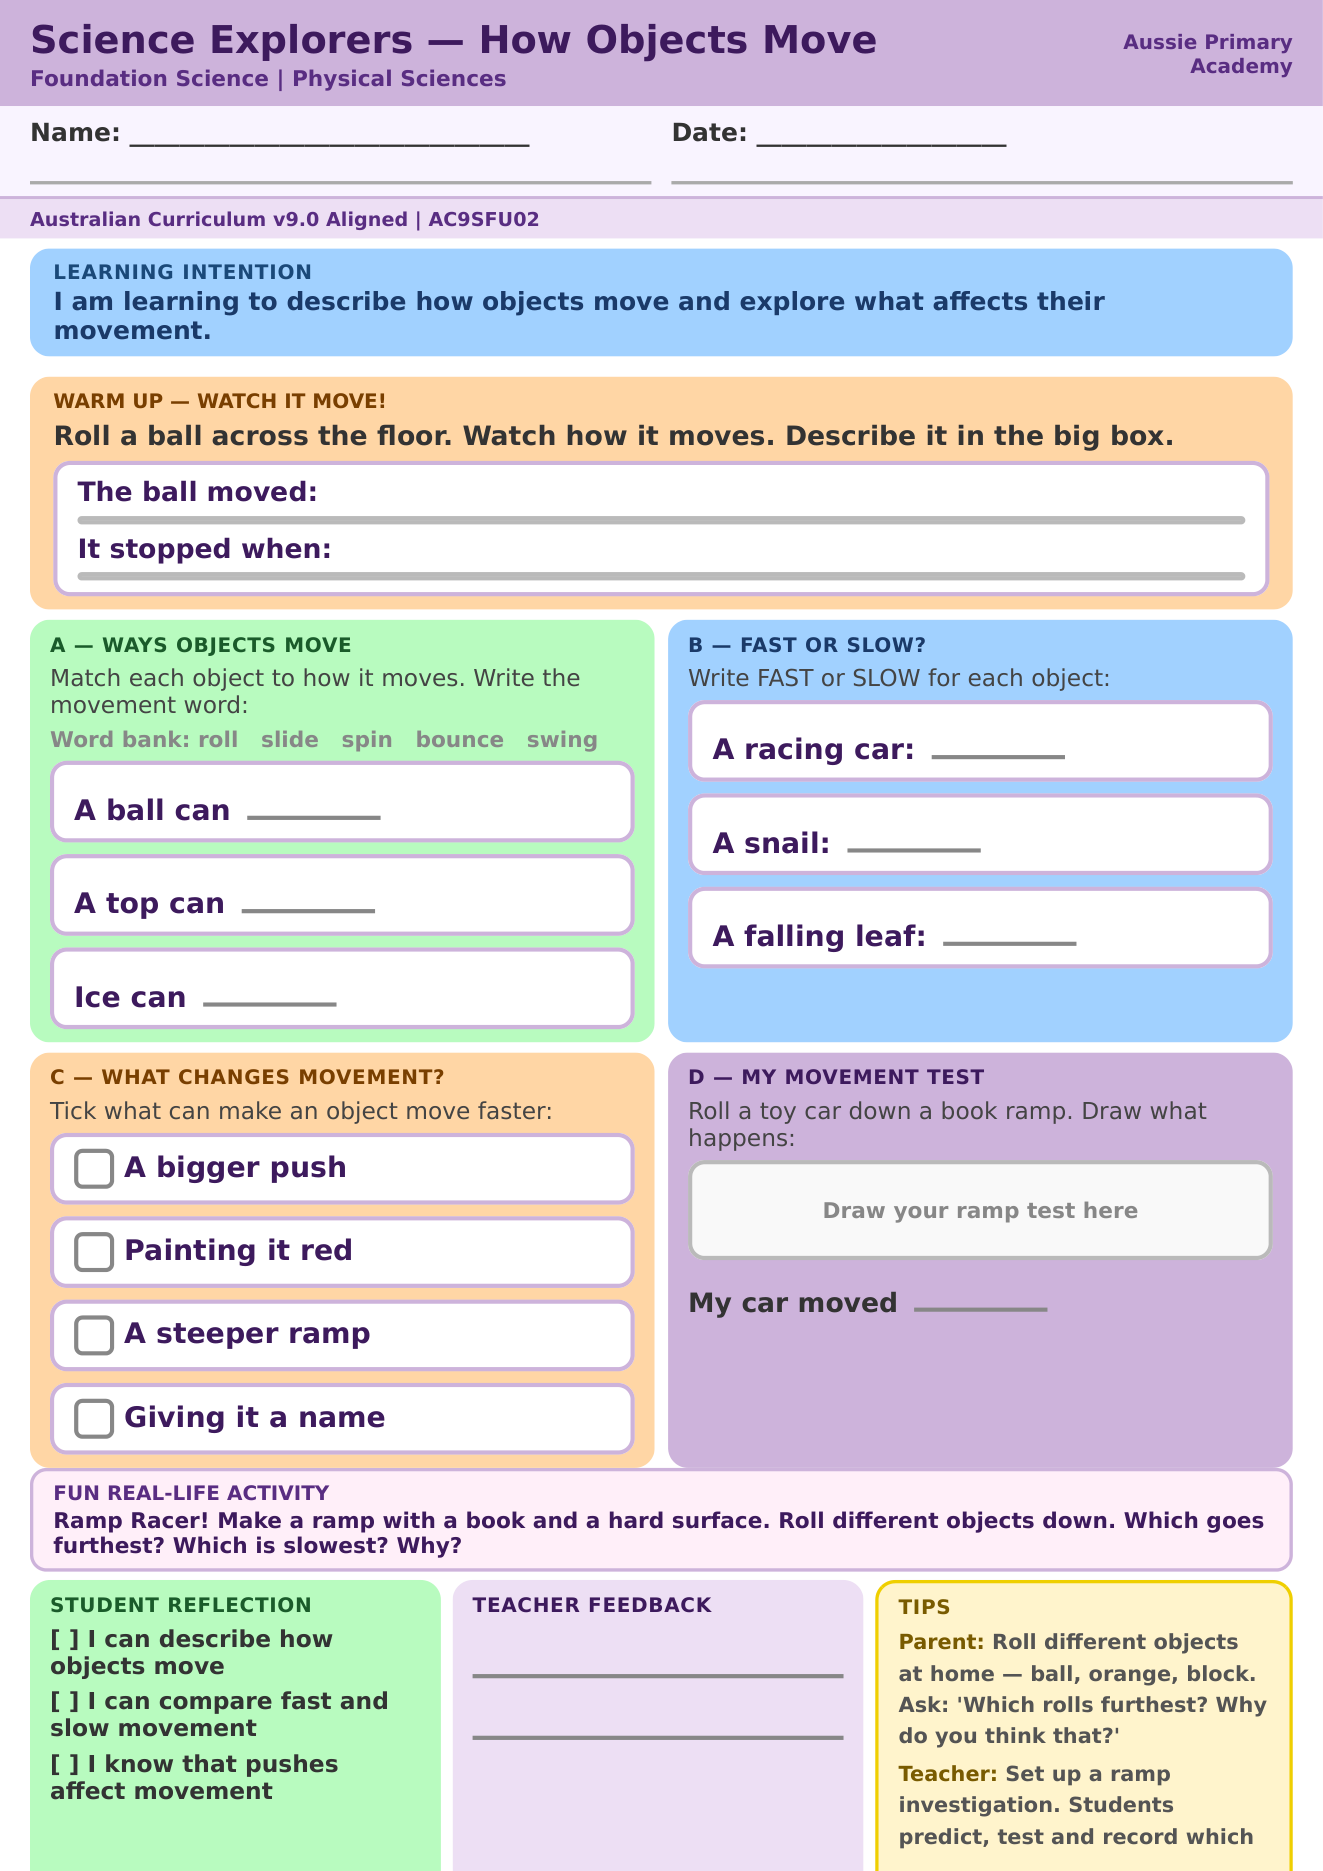 Science Explorers — How Objects Move
Foundation Science | Physical Sciences
Aussie Primary
Academy
Name: ________________________________
Date: ____________________
Australian Curriculum v9.0 Aligned | AC9SFU02
LEARNING INTENTION
I am learning to describe how objects move and explore what affects their
movement.
WARM UP — WATCH IT MOVE!
Roll a ball across the floor. Watch how it moves. Describe it in the big box.
The ball moved:
It stopped when:
A — WAYS OBJECTS MOVE
Match each object to how it moves. Write the
movement word:
Word bank: roll slide spin bounce swing
A ball can ________
A top can ________
Ice can ________
B — FAST OR SLOW?
Write FAST or SLOW for each object:
A racing car: ________
A snail: ________
A falling leaf: ________
C — WHAT CHANGES MOVEMENT?
Tick what can make an object move faster:
A bigger push
Painting it red
A steeper ramp
Giving it a name
D — MY MOVEMENT TEST
Roll a toy car down a book ramp. Draw what
happens:
Draw your ramp test here
My car moved ________
FUN REAL-LIFE ACTIVITY
Ramp Racer! Make a ramp with a book and a hard surface. Roll different objects down. Which goes
furthest? Which is slowest? Why?
STUDENT REFLECTION
[ ] I can describe how
objects move
[ ] I can compare fast and
slow movement
[ ] I know that pushes
affect movement
TEACHER FEEDBACK
TIPS
Parent: Roll different objects
at home — ball, orange, block.
Ask: 'Which rolls furthest? Why
do you think that?'
Teacher: Set up a ramp
investigation. Students
predict, test and record which